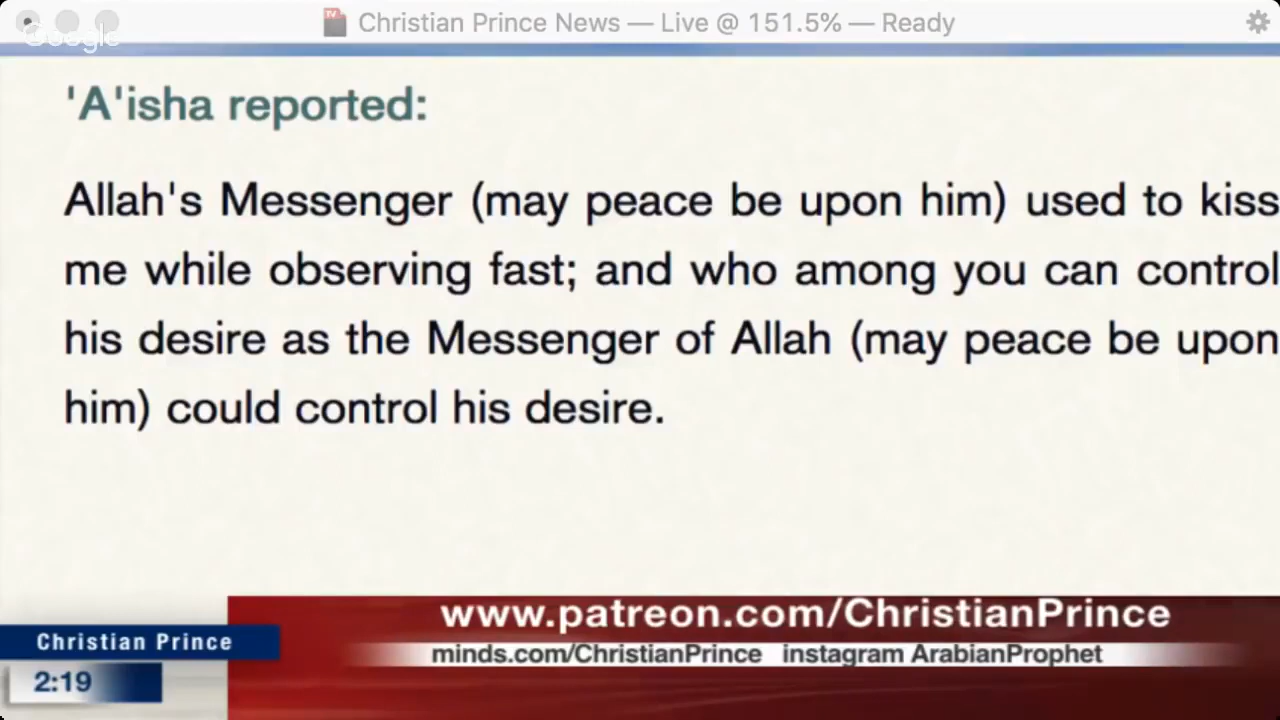 Christian Prince News — Live @ 151.5% — Ready
Google
'A'isha reported:
Allah's Messenger (may peace be upon him) used to kiss
me while observing fast; and who among you can control
his desire as the Messenger of Allah (may peace be upon
him) could control his desire.
www.patreon.com/ChristianPrince
Christian Prince
minds.com/ChristianPrince instagram ArabianProphet
2:19